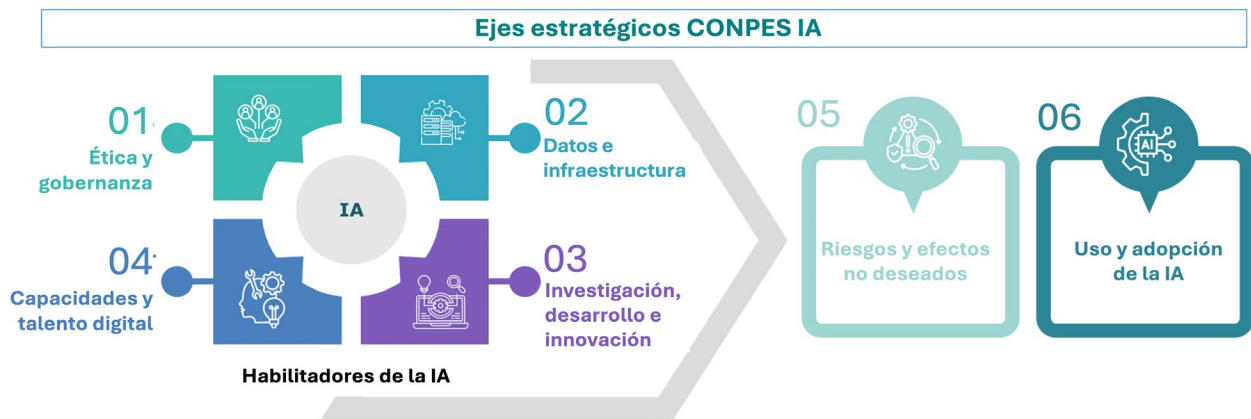 Ejes estratégicos CONPES IA
01
Ética y
gobernanza
02
Datos e
infraestructura
IA
04
Capacidades y
talento digital
03
Investigación,
desarrollo e
innovación
Habilitadores de la IA
05
Riesgos y efectos
no deseados
06
AI
Uso y adopción
de la IA